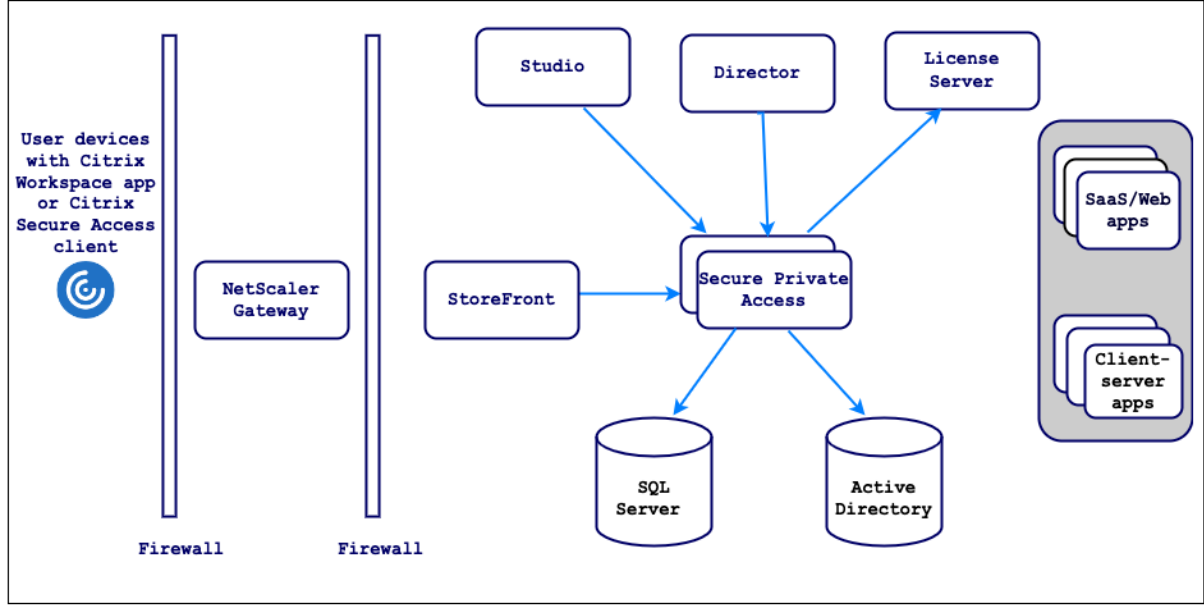 User devices
with Citrix
Workspace app
or Citrix
Secure Access
client
Firewall
NetScaler
Gateway
Firewall
Studio
Director
License
Server
StoreFront
Secure Private
Access
SQL
Server
Active
Directory
SaaS/Web
apps
Client-
server
apps